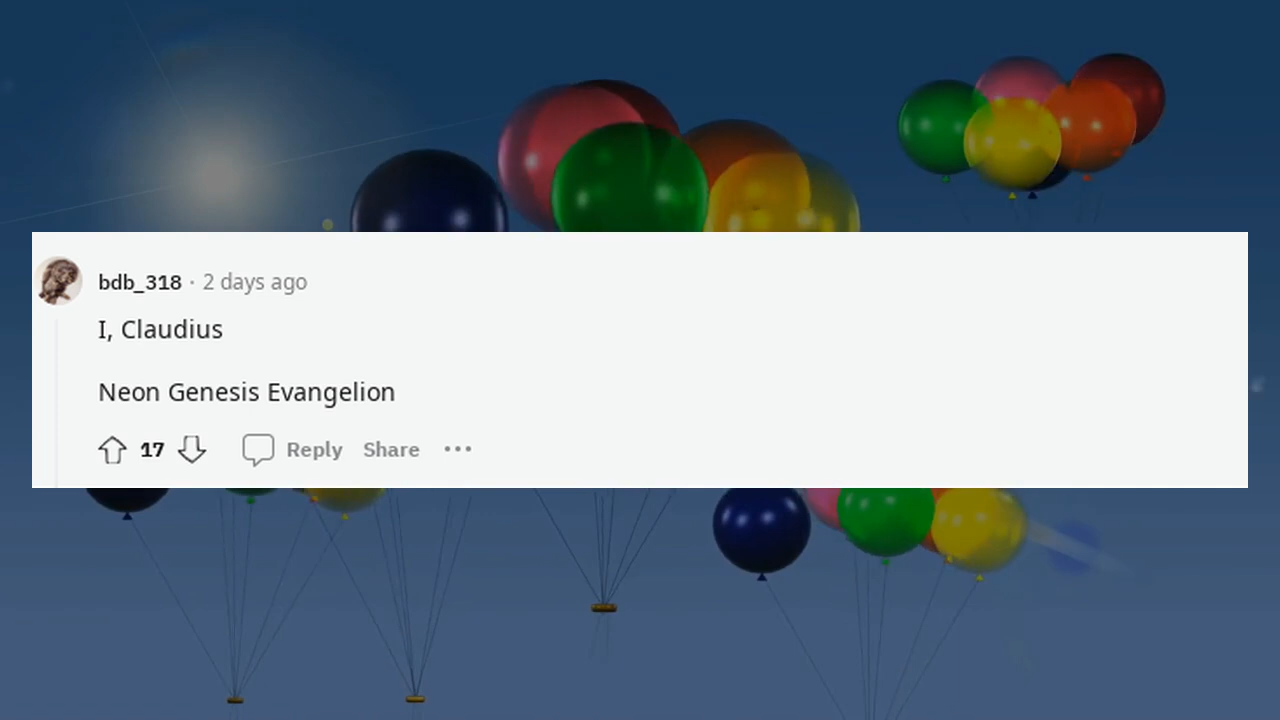 bdb_318 · 2 days ago
I, Claudius
Neon Genesis Evangelion
17 Reply Share